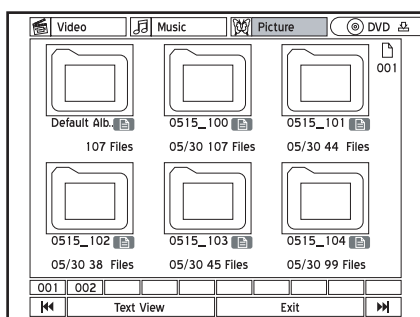 Video Music Picture DVD
001
Default Alb.. 0515_100 0515_101
107 Files 05/30 107 Files 05/30 44 Files
0515_102 0515_103 0515_104
05/30 38 Files 05/30 45 Files 05/30 99 Files
001 002
Text View Exit